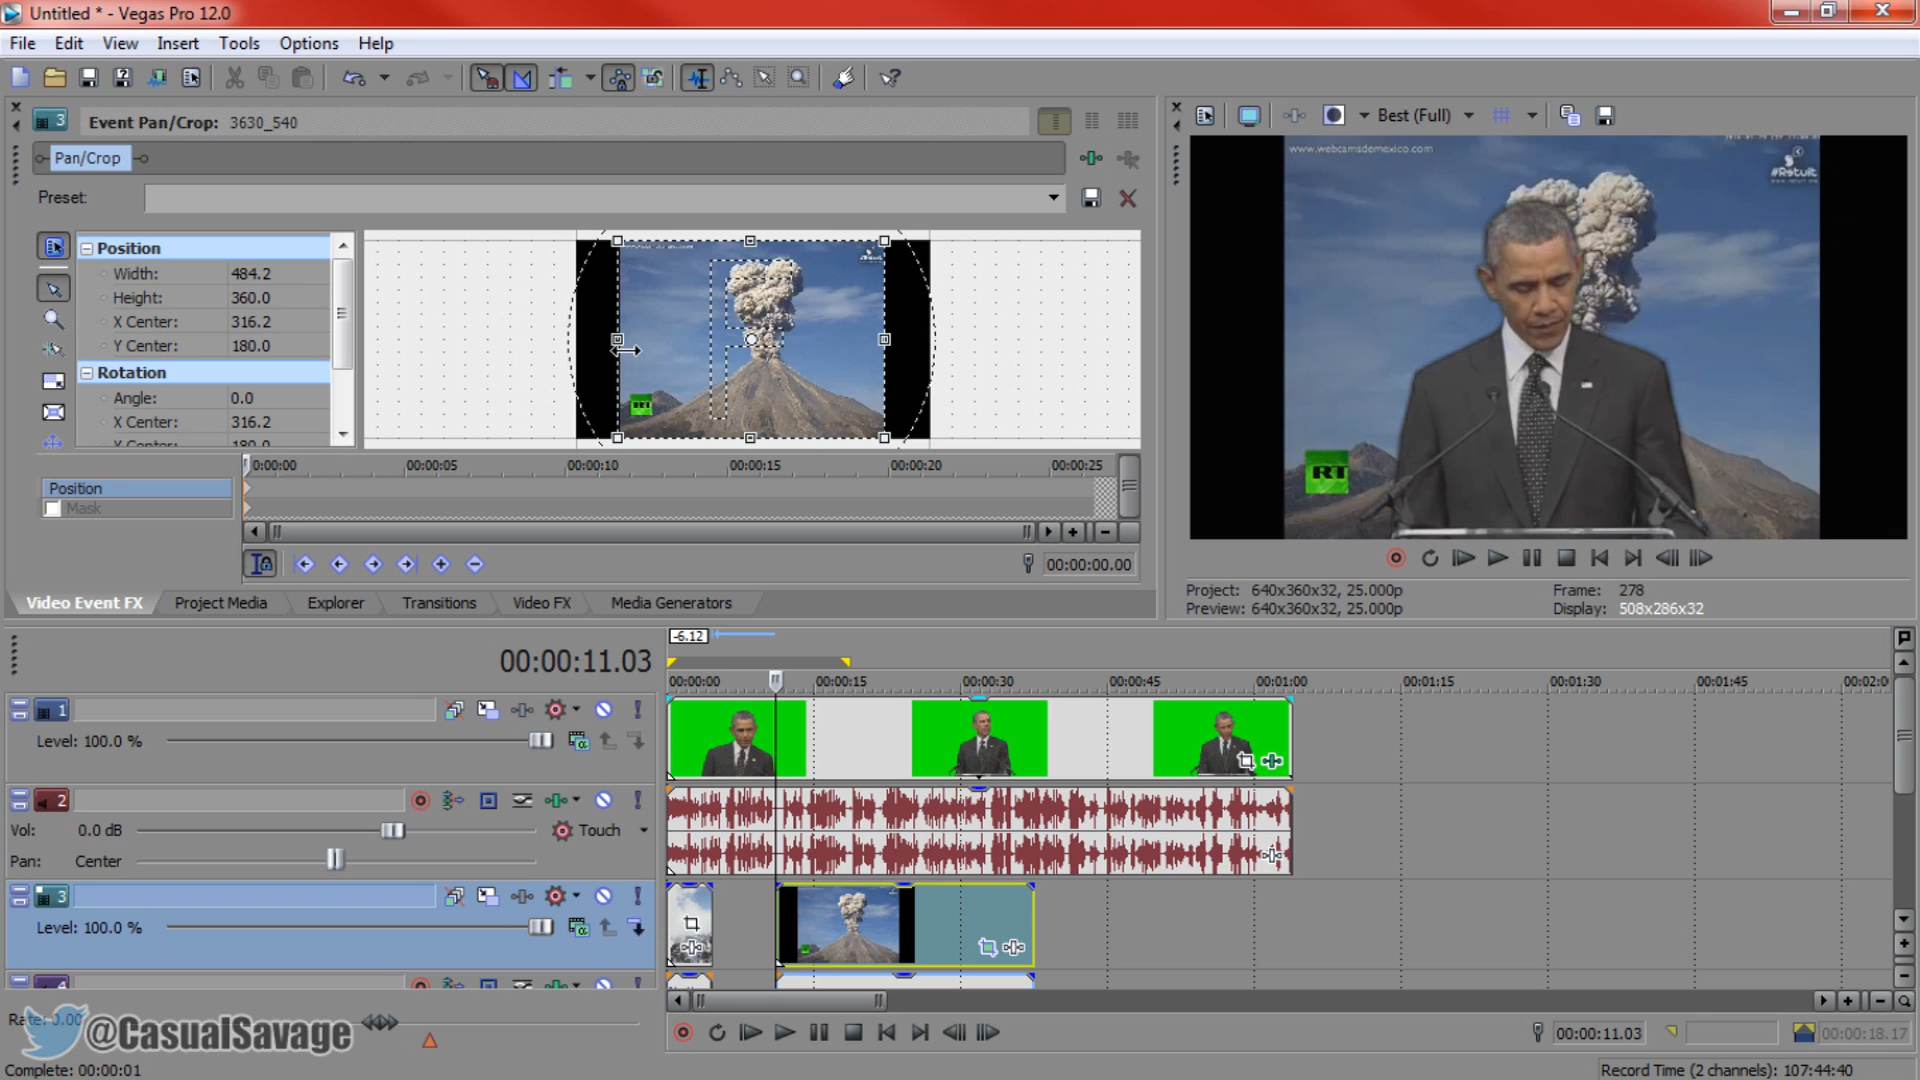 Untitled * - Vegas Pro 12.0
File Edit View Insert Tools Options Help
3 Event Pan/Crop: 3630_540
Pan/Crop
Preset:
Position
Width: 484.2
Height: 360.0
X Center: 316.2
Y Center: 180.0
Rotation
Angle: 0.0
X Center: 316.2
Y Center: 180.0
RT
0:00:00 00:00:05 00:00:10 00:00:15 00:00:20 00:00:25
Position
Mask
00:00:00.00
Video Event FX Project Media Explorer Transitions Video FX Media Generators
Best (Full)
www.webcamsdemexico.com
#Retuit
RT
Project: 640x360x32, 25.000p
Frame: 278
Preview: 640x360x32, 25.000p
Display: 508x286x32
-6.12
00:00:11.03
00:00:00 00:00:15 00:00:30 00:00:45 00:01:00 00:01:15 00:01:30 00:01:45 00:02:0
1
Level: 100.0 %
2
Vol: 0.0 dB Touch
Pan: Center
3
Level: 100.0 %
4
Rate: 0.00
@CasualSavage
00:00:11.03
00:00:18.17
Complete: 00:00:01
Record Time (2 channels): 107:44:40